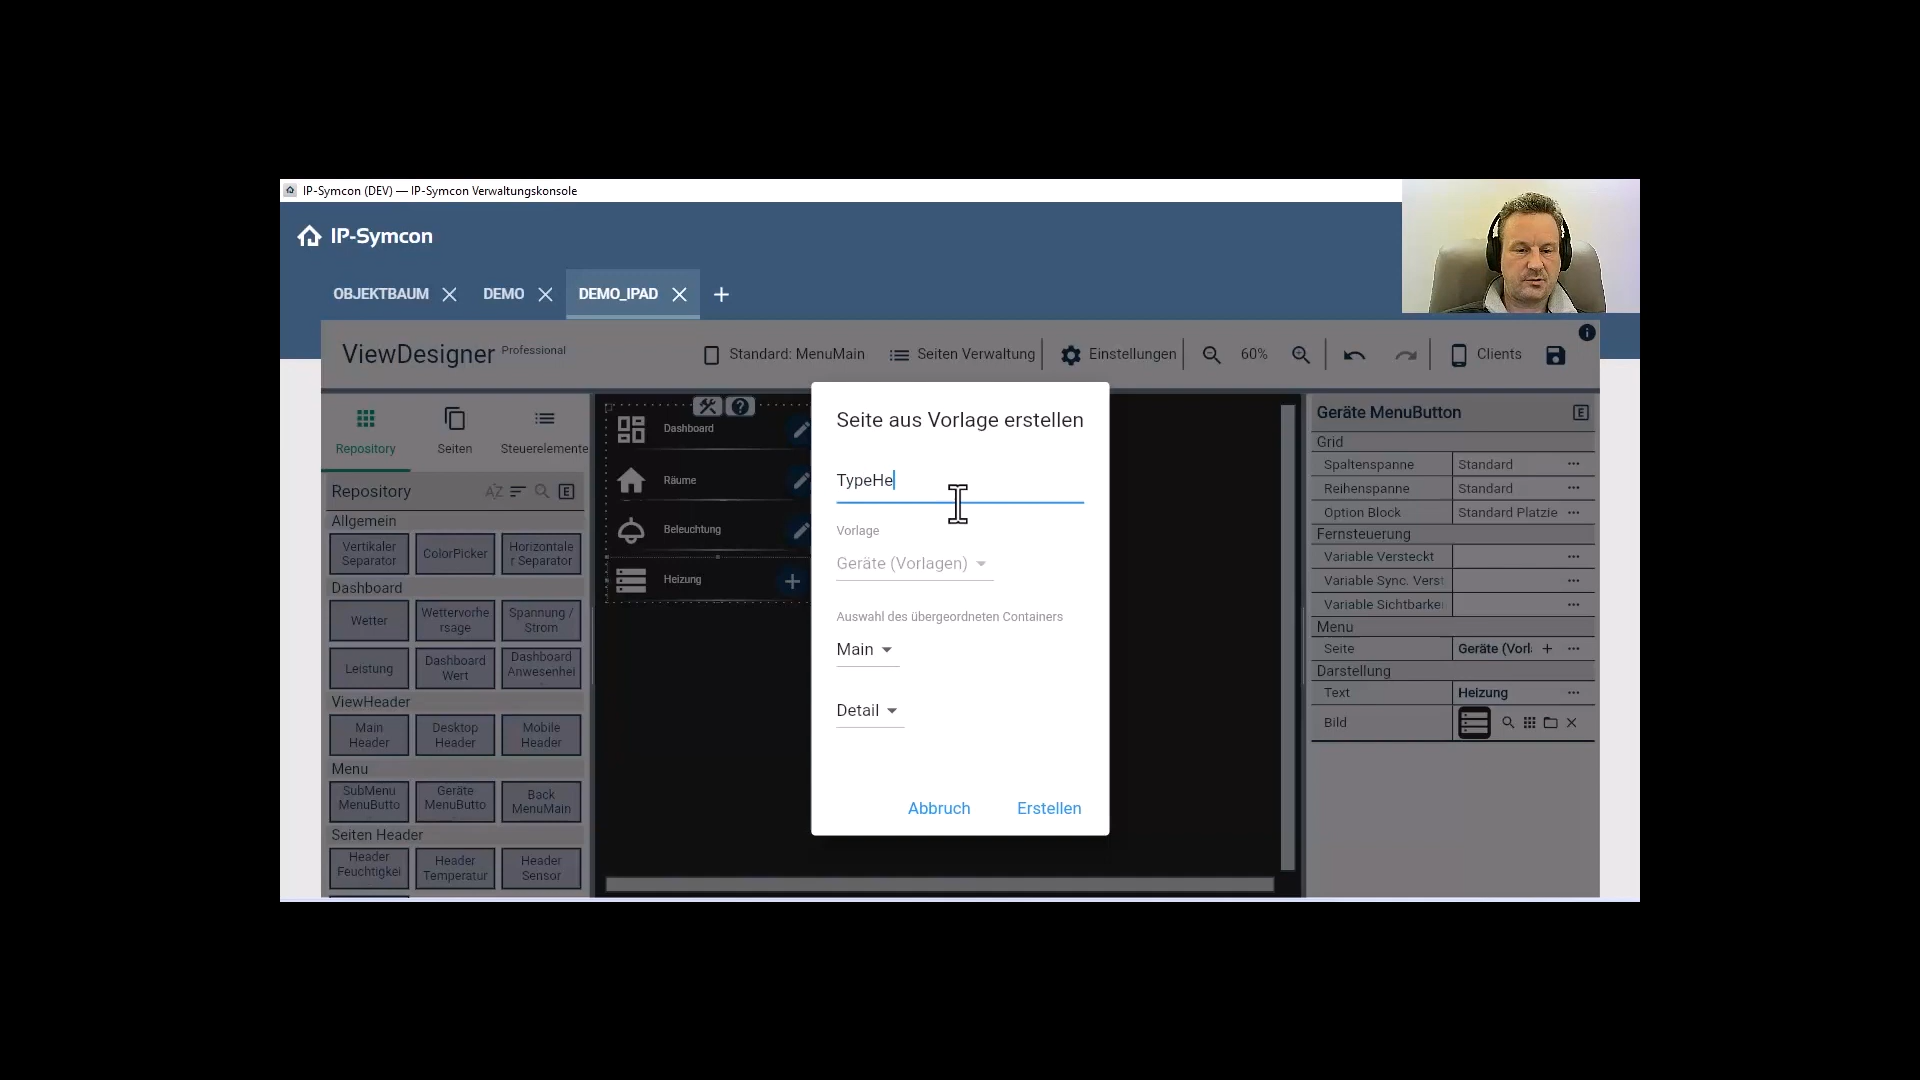 IP-Symcon (DEV) — IP-Symcon Verwaltungskonsole
IP-Symcon
OBJEKTBAUM
DEMO
DEMO_IPAD
ViewDesigner Professional
Standard: MenuMain
Seiten Verwaltung
Einstellungen
60%
Clients
Repository
Seiten
Steuerelemente
Repository
AZ
E
Allgemein
Vertikaler
Separator
ColorPicker
Horizontale
r Separator
Dashboard
Wetter
Wettervorhe
rsage
Spannung /
Strom
Leistung
Dashboard
Wert
Dashboard
Anwesenhei
ViewHeader
Main
Header
Desktop
Header
Mobile
Header
Menu
SubMenu
MenuButto
Geräte
MenuButto
Back
MenuMain
Seiten Header
Header
Feuchtigkei
Header
Temperatur
Header
Sensor
Dashboard
Räume
Beleuchtung
Heizung
Seite aus Vorlage erstellen
TypeHe
Vorlage
Geräte (Vorlagen)
Auswahl des übergeordneten Containers
Main
Detail
Abbruch
Erstellen
Geräte MenuButton
E
Grid
Spaltenspanne Standard
Reihenspanne Standard
Option Block Standard Platzie
Fernsteuerung
Variable Versteckt
Variable Sync. Verst
Variable Sichtbarke
Menu
Seite Geräte (Vorl
Darstellung
Text Heizung
Bild